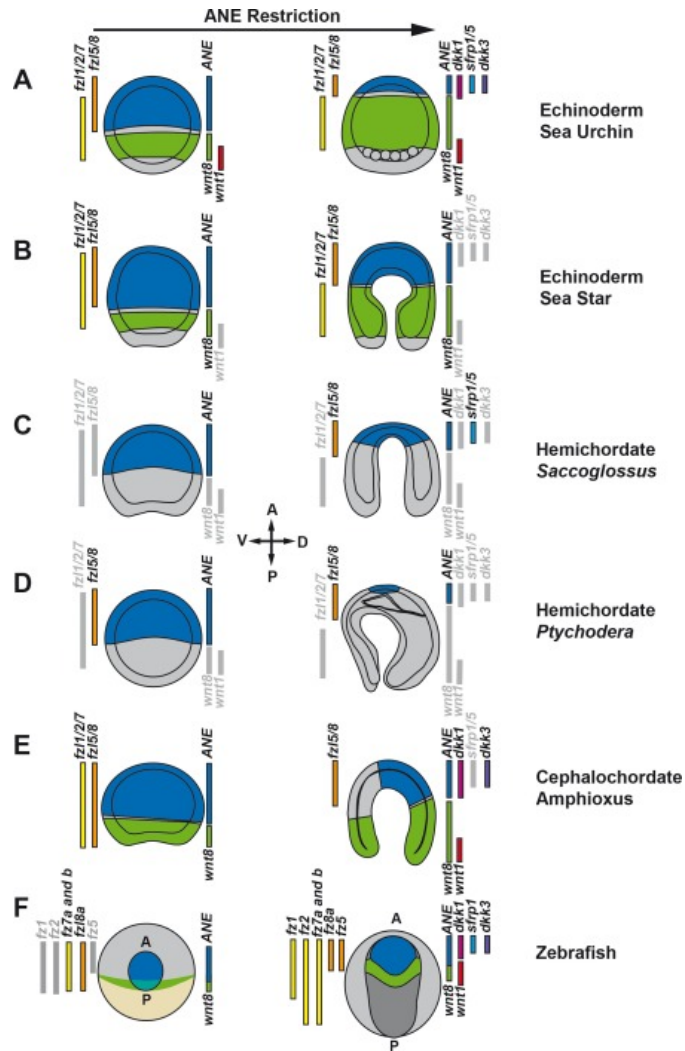 ANE Restriction
A
fzl1/2/7
fzl5/8
ANE
wnt8
wnt1
fzl1/2/7
fzl5/8
ANE
dkk1
sfrp1/5
dkk3
wnt8
wnt1
Echinoderm
Sea Urchin
B
fzl1/2/7
fzl5/8
ANE
wnt8
wnt1
fzl1/2/7
fzl5/8
ANE
dkk1
sfrp1/5
dkk3
wnt8
wnt1
Echinoderm
Sea Star
C
fzl1/2/7
fzl5/8
ANE
wnt8
wnt1
fzl1/2/7
fzl5/8
ANE
dkk1
sfrp1/5
dkk3
wnt8
wnt1
Hemichordate
Saccoglossus
A
V D
P
D
fzl1/2/7
fzl5/8
ANE
wnt8
wnt1
fzl1/2/7
fzl5/8
ANE
dkk1
sfrp1/5
dkk3
wnt8
wnt1
Hemichordate
Ptychodera
E
fzl1/2/7
fzl5/8
ANE
wnt8
fzl5/8
ANE
dkk1
sfrp1/5
dkk3
wnt8
wnt1
Cephalochordate
Amphioxus
F
fz1
fz2
fz7a and b
fzl8a
fz5
A
P
ANE
wnt8
fz1
fz2
fz7a and b
fz8a
fz5
A
P
ANE
dkk1
sfrp1
dkk3
wnt8
wnt1
Zebrafish